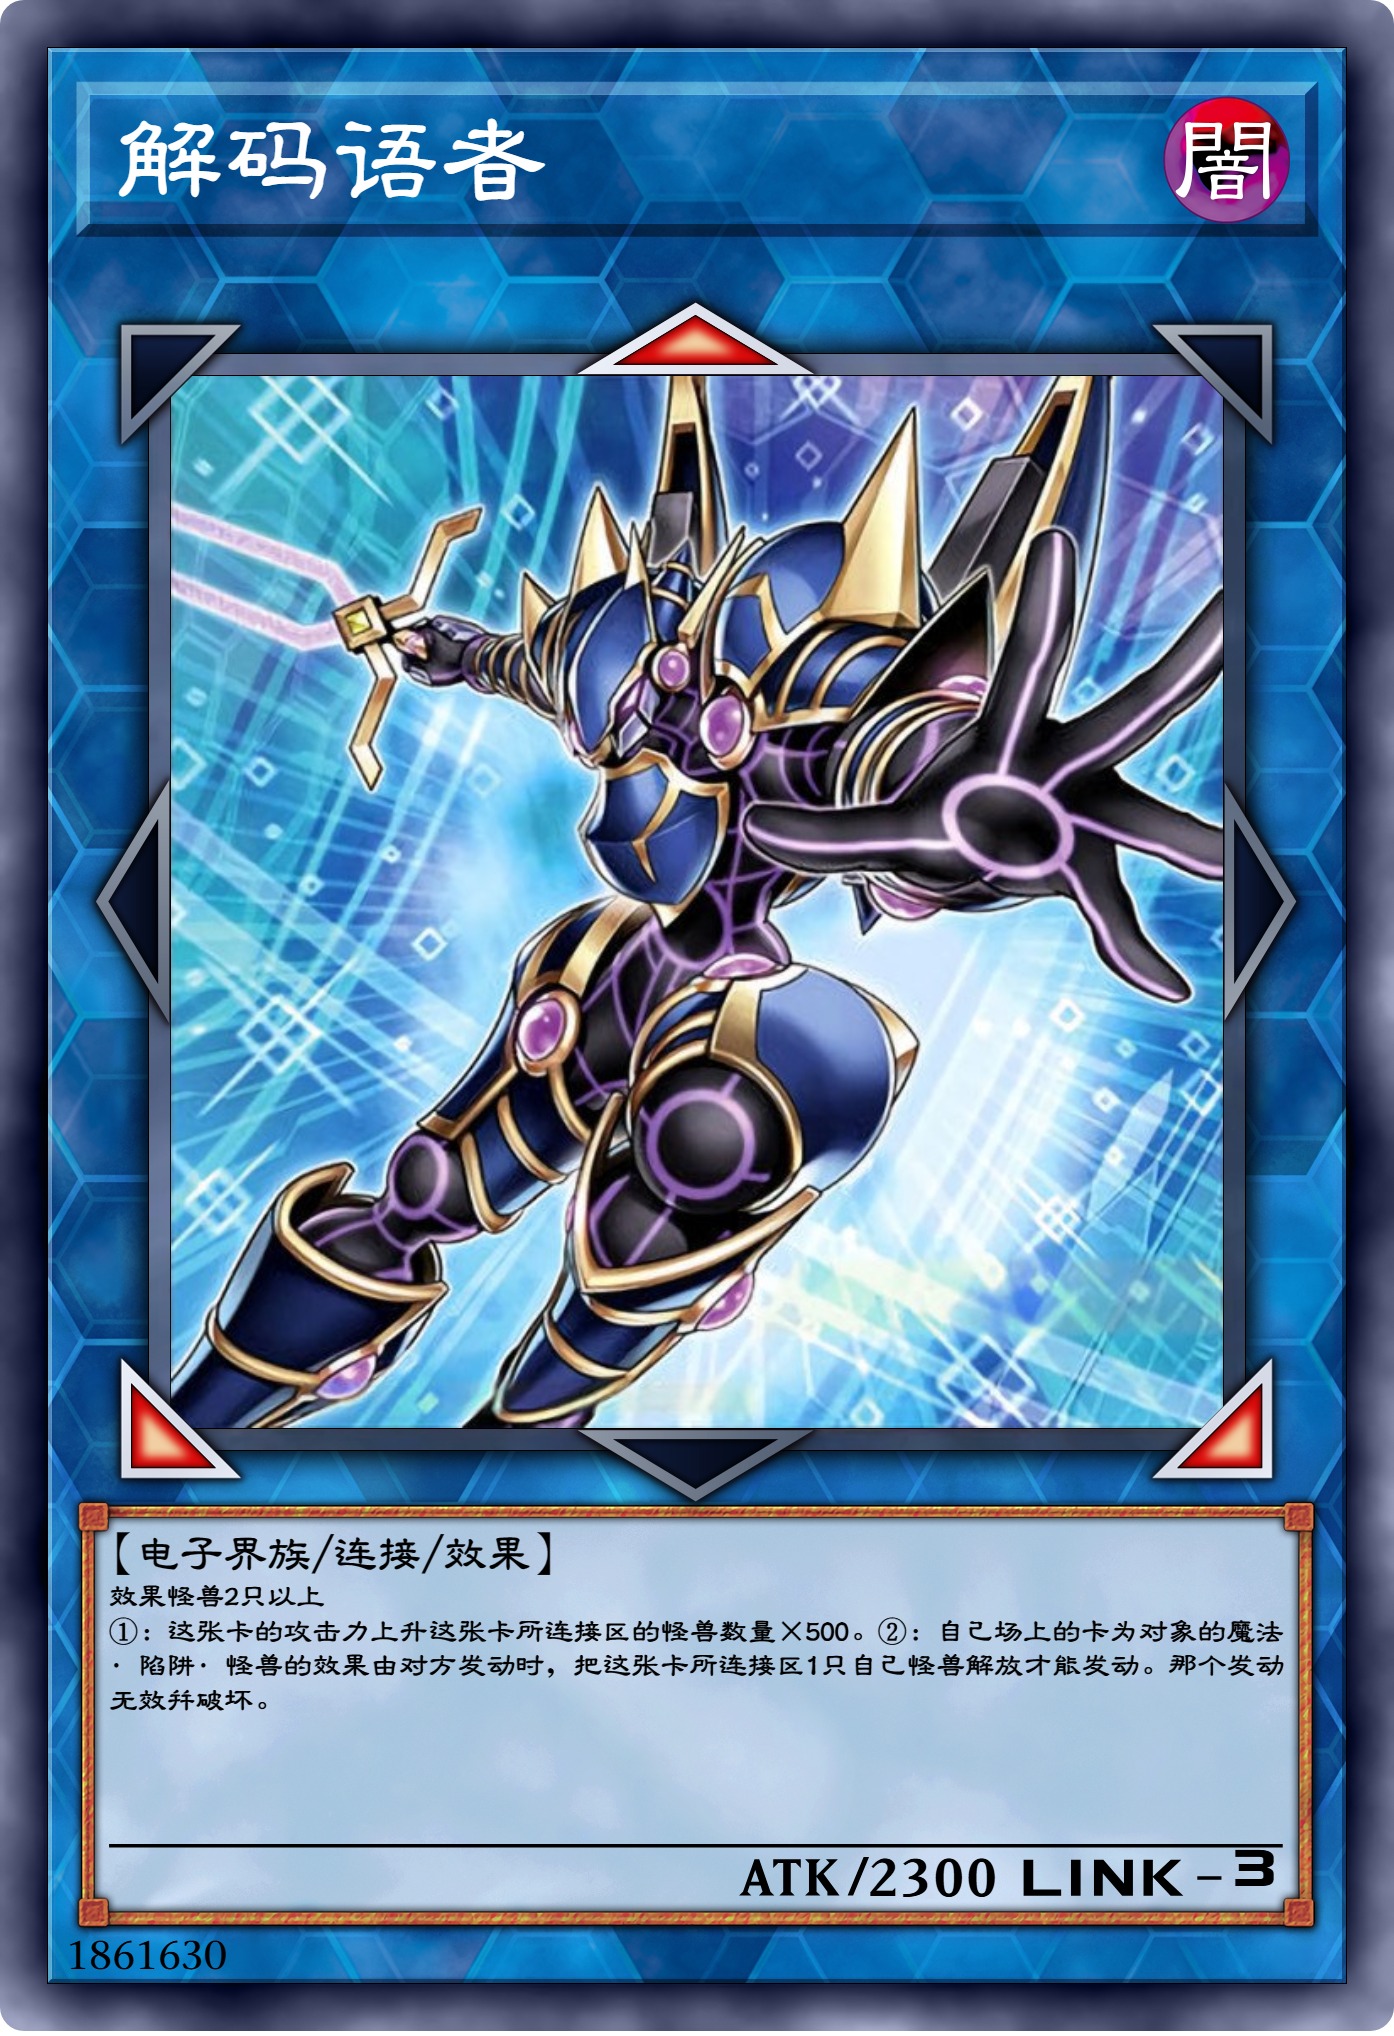 解码语者
闇
【电子界族/连接/效果】
效果怪兽2只以上
①：这张卡的攻击力上升这张卡所连接区的怪兽数量×500。②：自己场上的卡为对象的魔法
·陷阱·怪兽的效果由对方发动时，把这张卡所连接区1只自己怪兽解放才能发动。那个发动
无效并破坏。
ATK/2300 LINK-3
1861630